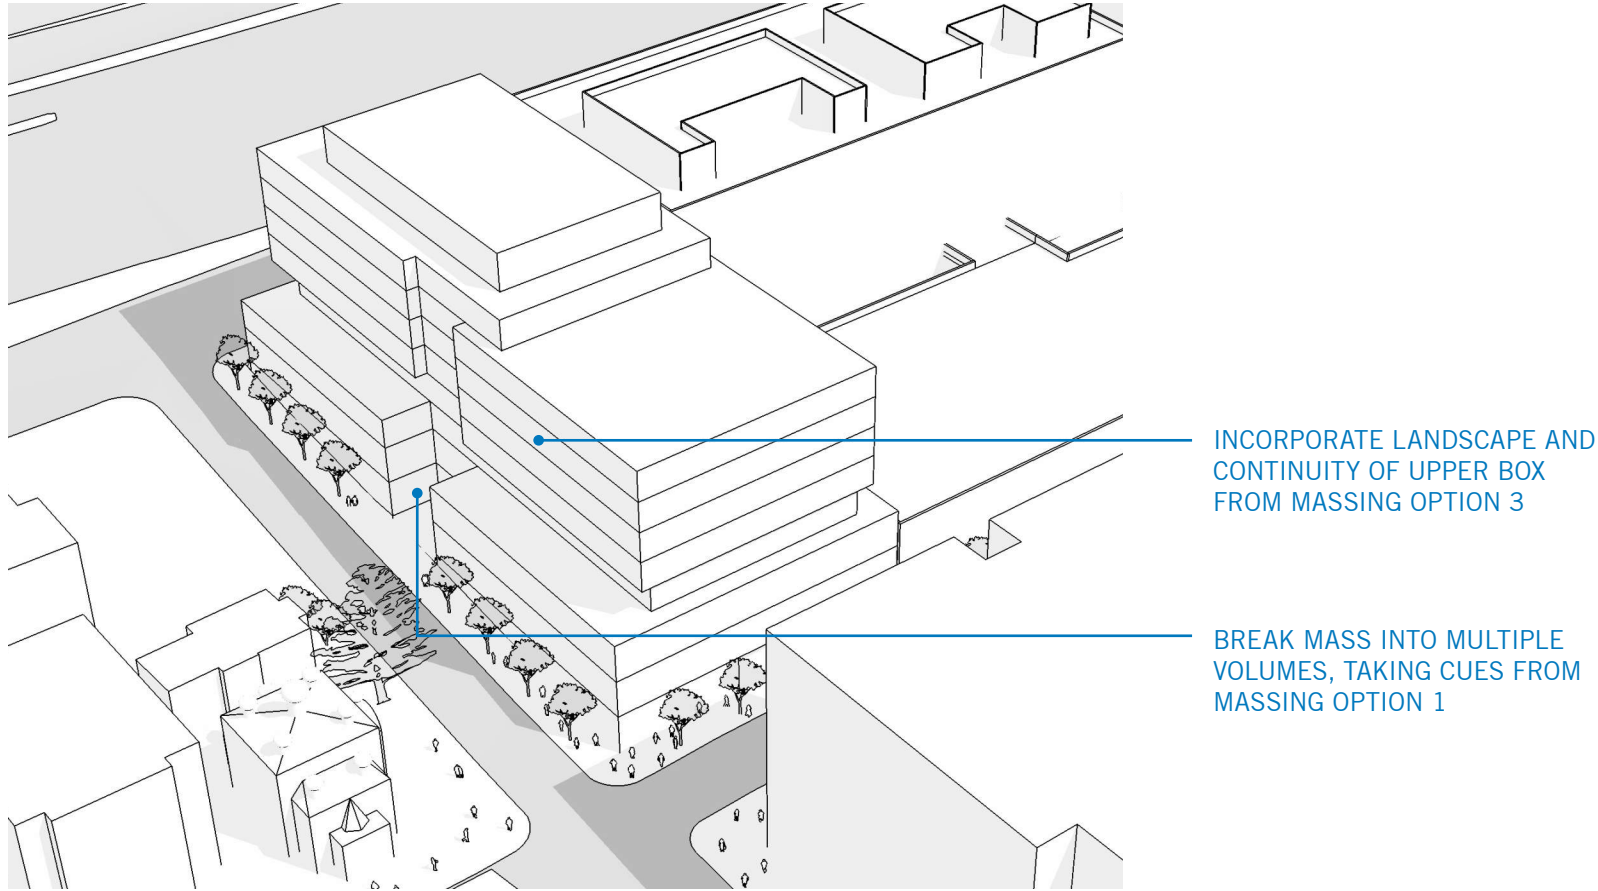 INCORPORATE LANDSCAPE AND
CONTINUITY OF UPPER BOX
FROM MASSING OPTION 3
BREAK MASS INTO MULTIPLE
VOLUMES, TAKING CUES FROM
MASSING OPTION 1